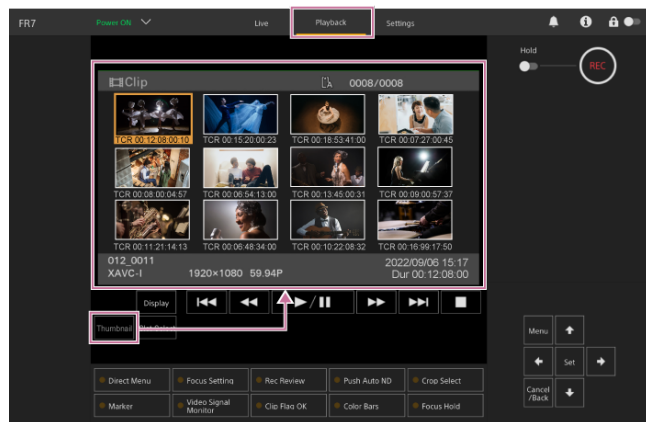 FR7
Power ON
Live
Playback
Settings
Hold
REC
Clip
0008/0008
TCR 00:12:08:00:10
TCR 00:15:20:00:23
TCR 00:18:53:41:00
TCR 00:07:27:00:45
TCR 00:08:00:04:57
TCR 00:06:54:13:00
TCR 00:13:45:00:31
TCR 00:09:00:57:37
TCR 00:11:21:14:13
TCR 00:06:48:34:00
TCR 00:10:22:08:32
TCR 00:16:99:17:50
012_0011
2022/09/06 15:17
XAVC-I
1920×1080 59.94P
Dur 00:12:08:00
Display
Thumbnail
Menu
Set
Cancel
/Back
Direct Menu
Focus Setting
Rec Review
Push Auto ND
Crop Select
Marker
Video Signal
Monitor
Clip Flag OK
Color Bars
Focus Hold